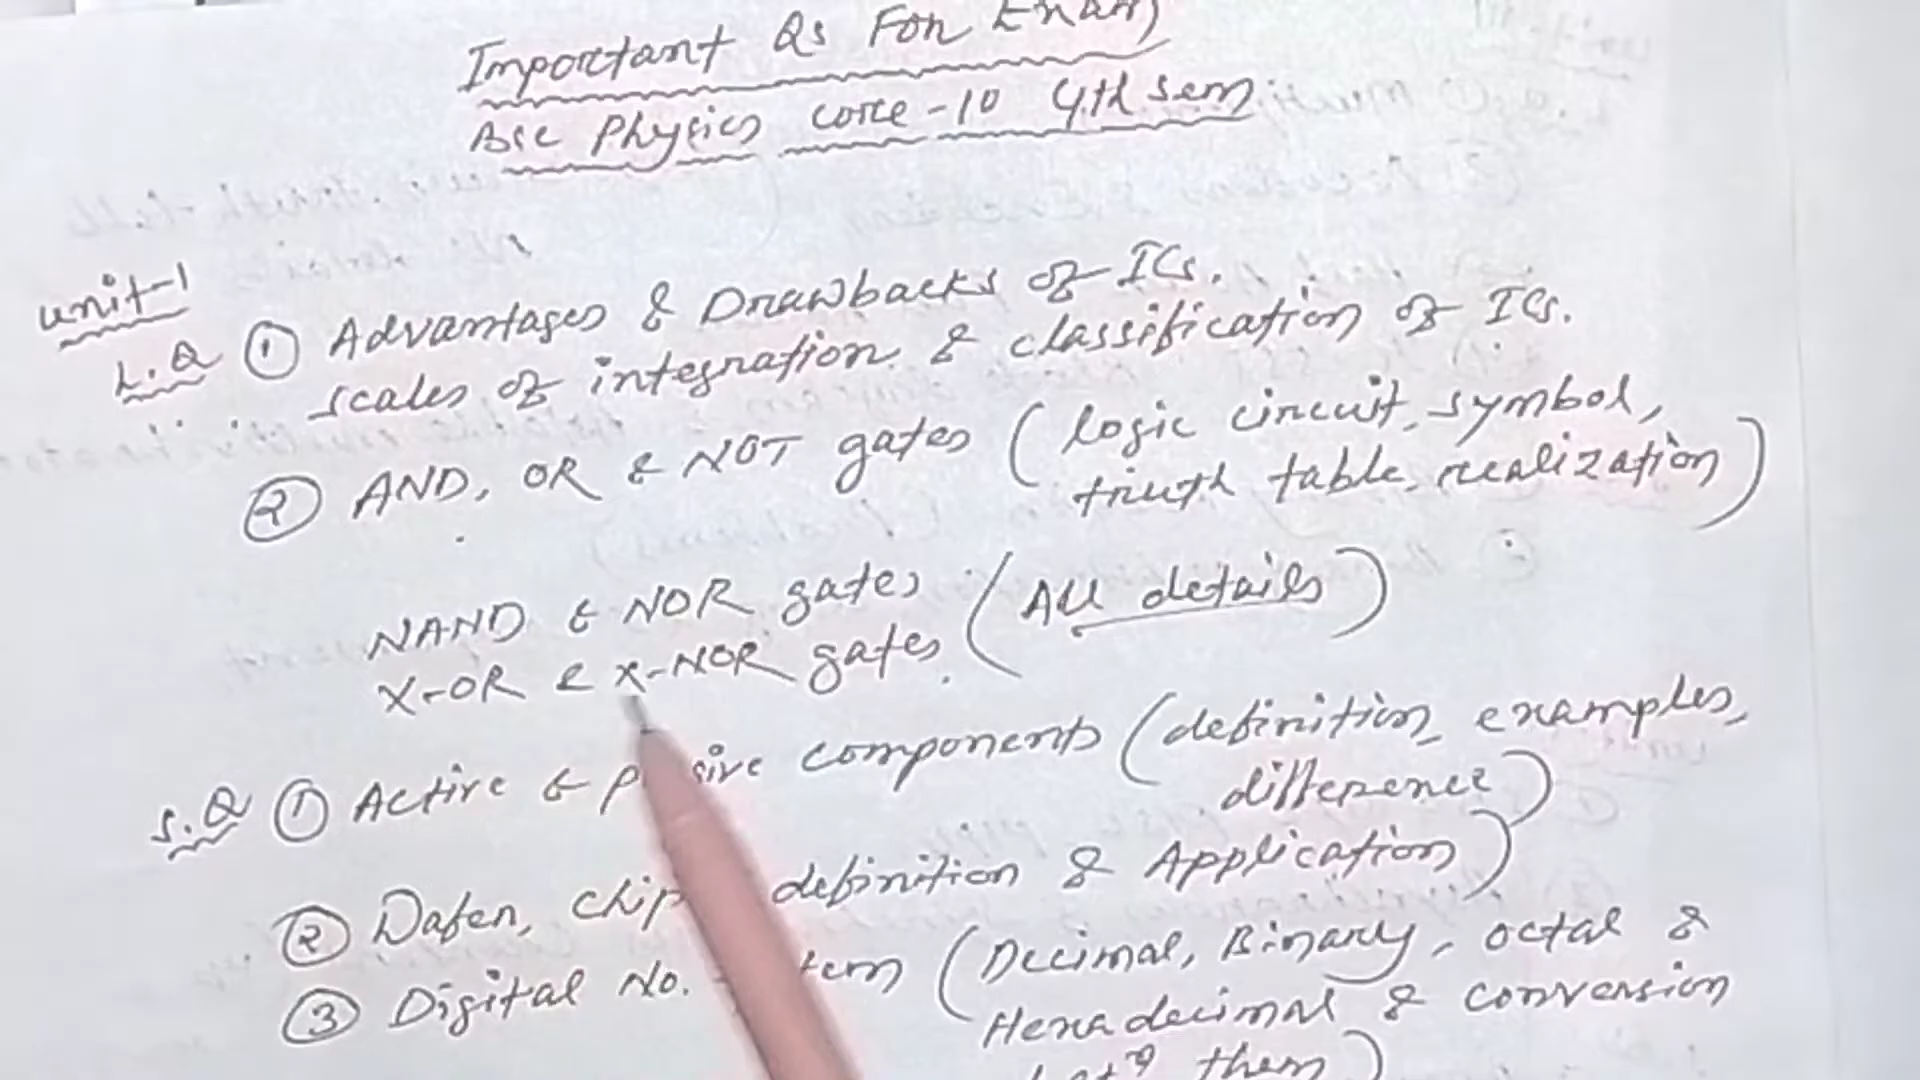 Important Qs For Exam
Bsc Physics core-10 4th sem
unit-1
L.Q ① Advantages & Drawbacks of ICs.
scales of integration & classification of ICs.
② AND, OR & NOT gates (logic circuit, symbol,
truth table, realization)
NAND & NOR gates
X-OR & X-NOR gates. (All details)
S.Q ① Active & passive components (definition, examples,
difference)
② Wafer, chip definition & Application)
③ Digital No. (Decimal, Binary, octal &
Hexadecimal & conversion
them)